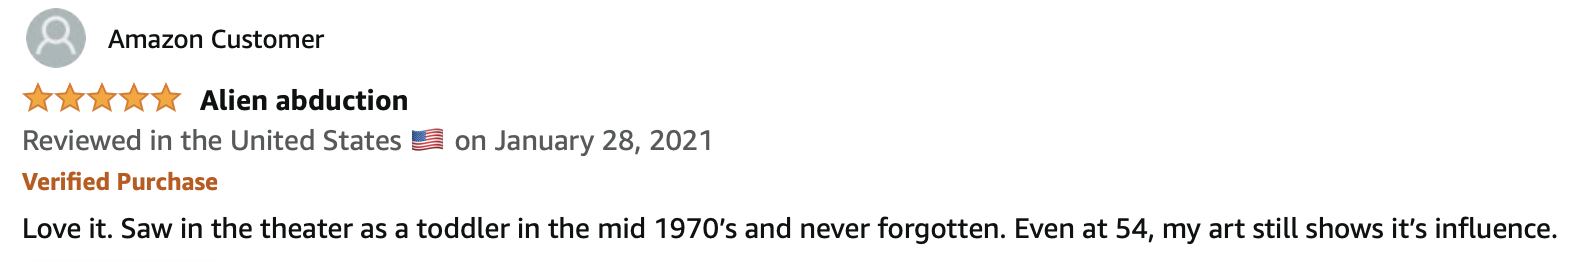 Amazon Customer
Alien abduction
Reviewed in the United States 🇺🇸 on January 28, 2021
Verified Purchase
Love it. Saw in the theater as a toddler in the mid 1970’s and never forgotten. Even at 54, my art still shows it’s influence.